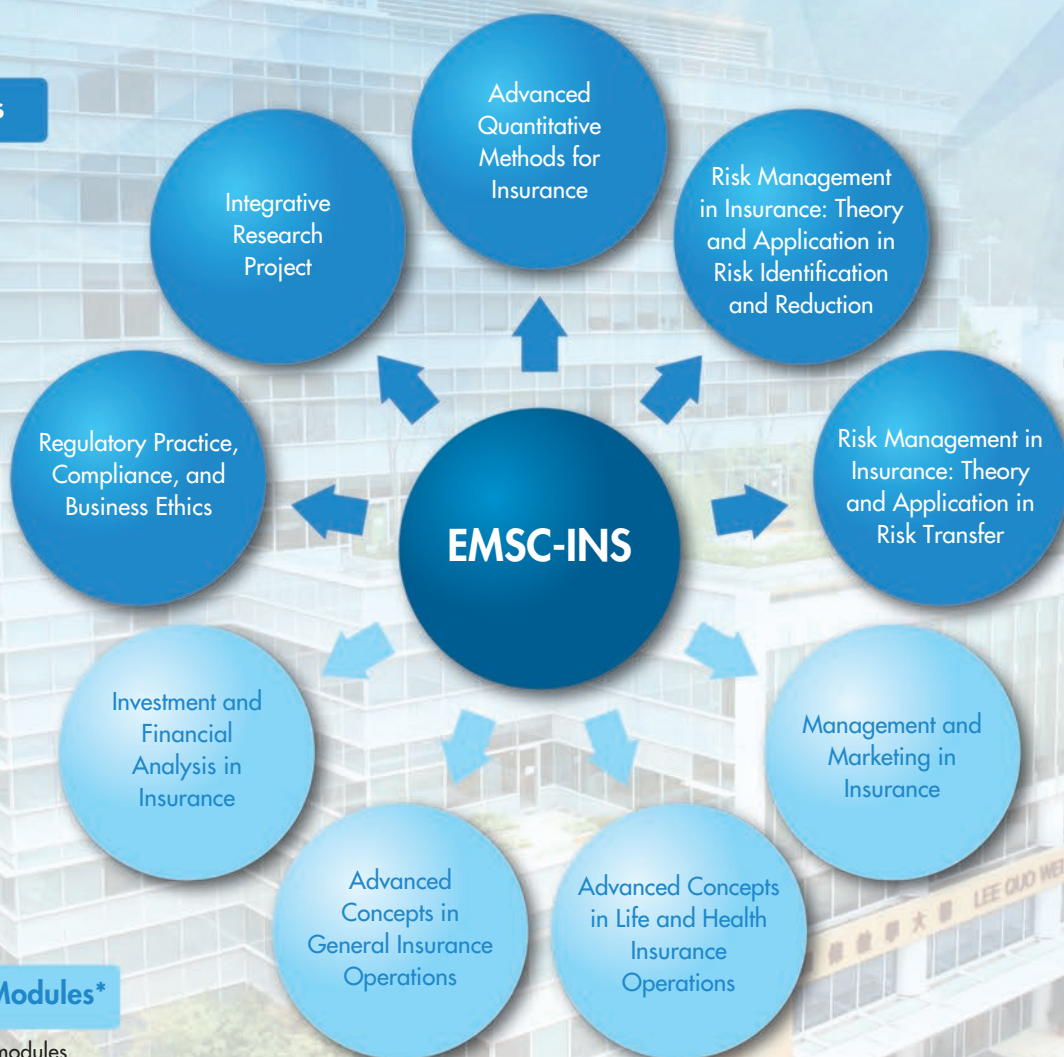 s
Advanced
Quantitative
Methods for
Insurance
Integrative
Research
Project
Risk Management
in Insurance: Theory
and Application in
Risk Identification
and Reduction
Regulatory Practice,
Compliance, and
Business Ethics
EMSC-INS
Risk Management in
Insurance: Theory
and Application in
Risk Transfer
Investment and
Financial
Analysis in
Insurance
Management and
Marketing in
Insurance
Advanced
Concepts in
General Insurance
Operations
Advanced Concepts
in Life and Health
Insurance
Operations
LEE QUO WEI
Modules*
modules